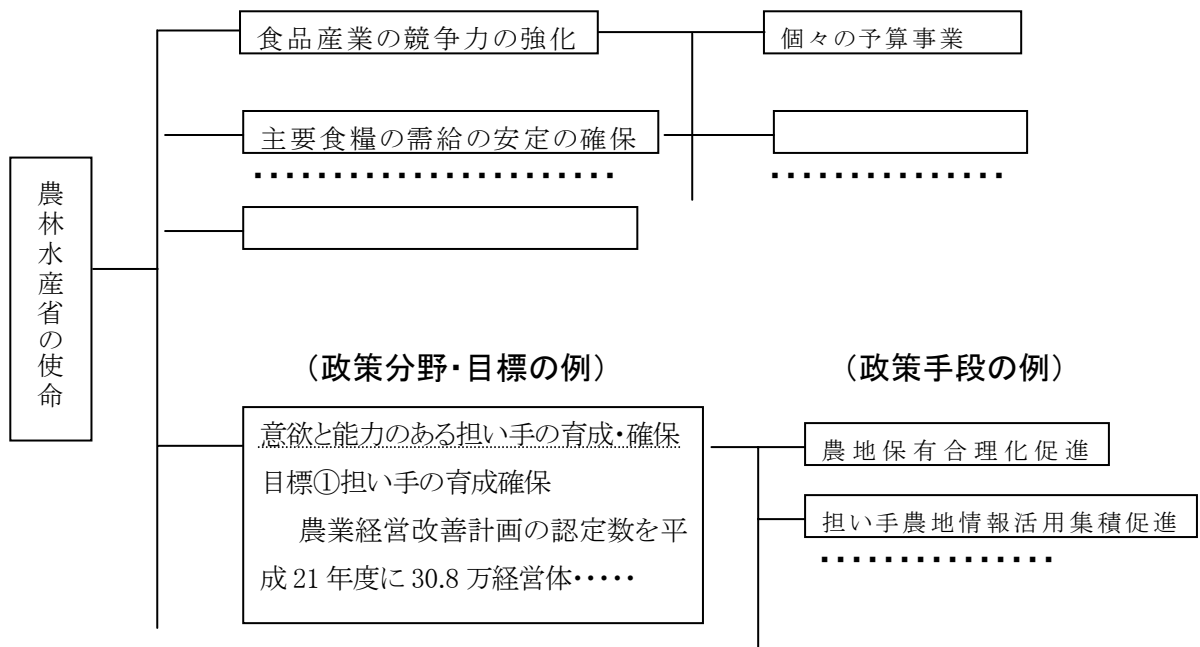 農林水産省の使命
食品産業の競争力の強化
個々の予算事業
主要食糧の需給の安定の確保
・・・・・・・・・・・・・・・・・・・・・・・
・・・・・・・・・・・・・・・
(政策分野・目標の例)
(政策手段の例)
意欲と能力のある担い手の育成・確保
目標①担い手の育成確保
農業経営改善計画の認定数を平
成 21 年度に 30.8 万経営体・・・・・
農地保有合理化促進
担い手農地情報活用集積促進
・・・・・・・・・・・・・・・